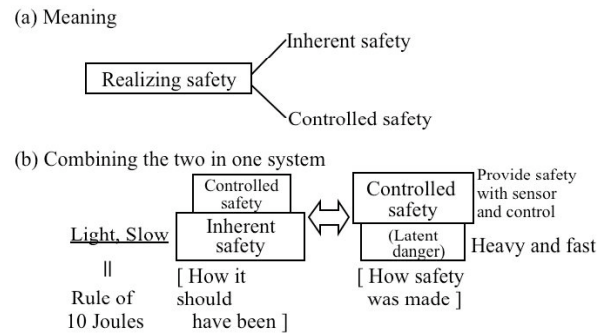 (a) Meaning
Inherent safety
Realizing safety
Controlled safety
(b) Combining the two in one system
Controlled
safety
Inherent
safety
Light, Slow
||
Rule of
10 Joules
[ How it
should
have been ]
Controlled
safety
(Latent
danger)
Provide safety
with sensor
and control
Heavy and fast
[ How safety
was made ]